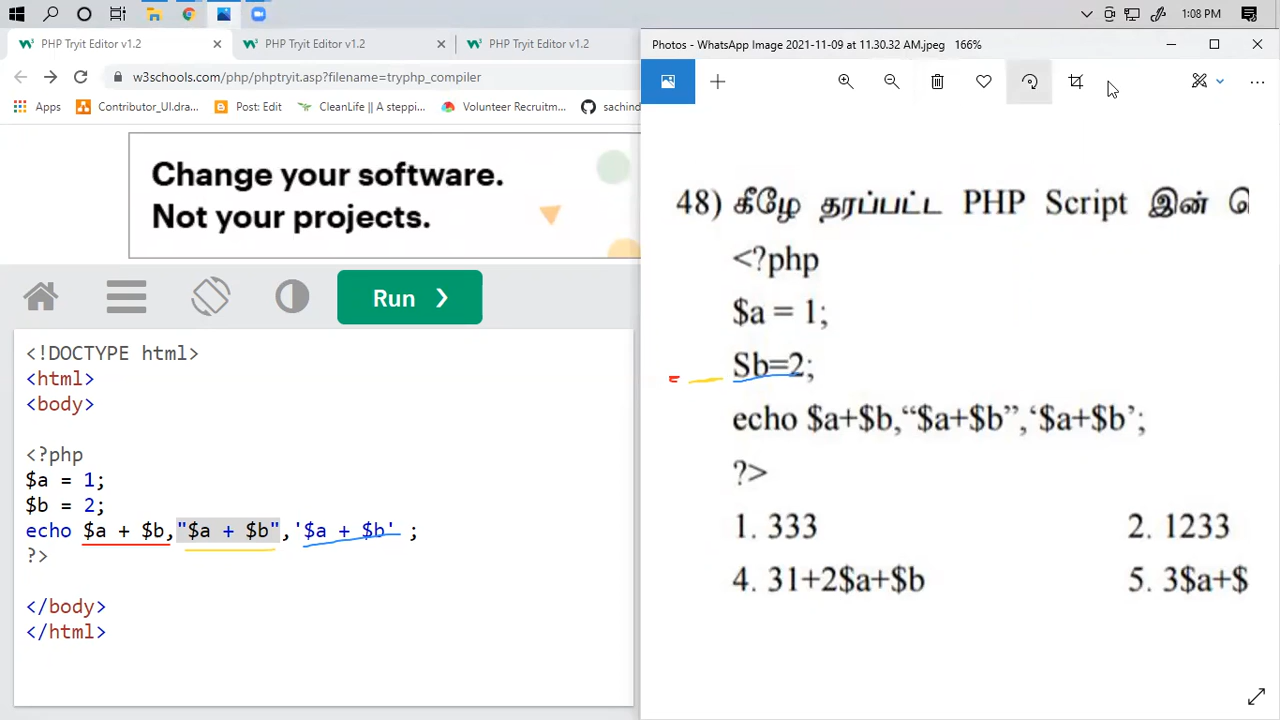 1:08 PM
PHP Tryit Editor v1.2
PHP Tryit Editor v1.2
PHP Tryit Editor v1.2
w3schools.com/php/phptryit.asp?filename=tryphp_compiler
Apps
Contributor_UI.dra...
Post: Edit
CleanLife || A steppi...
Volunteer Recruitm...
sachind
Change your software.
Not your projects.
Run
<!DOCTYPE html>
<html>
<body>
<?php
$a = 1;
$b = 2;
echo $a + $b,"$a + $b",'$a + $b' ;
?>
</body>
</html>
Photos - WhatsApp Image 2021-11-09 at 11.30.32 AM.jpeg 166%
48) கீழே தரப்பட்ட PHP Script இன்
<?php
$a = 1;
$b=2;
echo $a+$b,“$a+$b”,‘$a+$b’;
?>
1. 333 2. 1233
4. 31+2$a+$b 5. 3$a+$